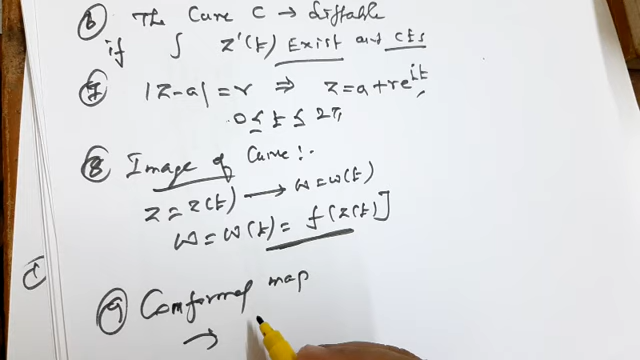 ⑥ The Curve C → diffable
if ∫ z'(t) Exist and cts
⑦ |z-a| = r ⇒ z = a + re^{it},
0 ≤ t ≤ 2π
⑧ Image of Curve :-
z = z(t) → w = w(t)
w = w(t) = f(z(t)]
⑨ Conformal map
→